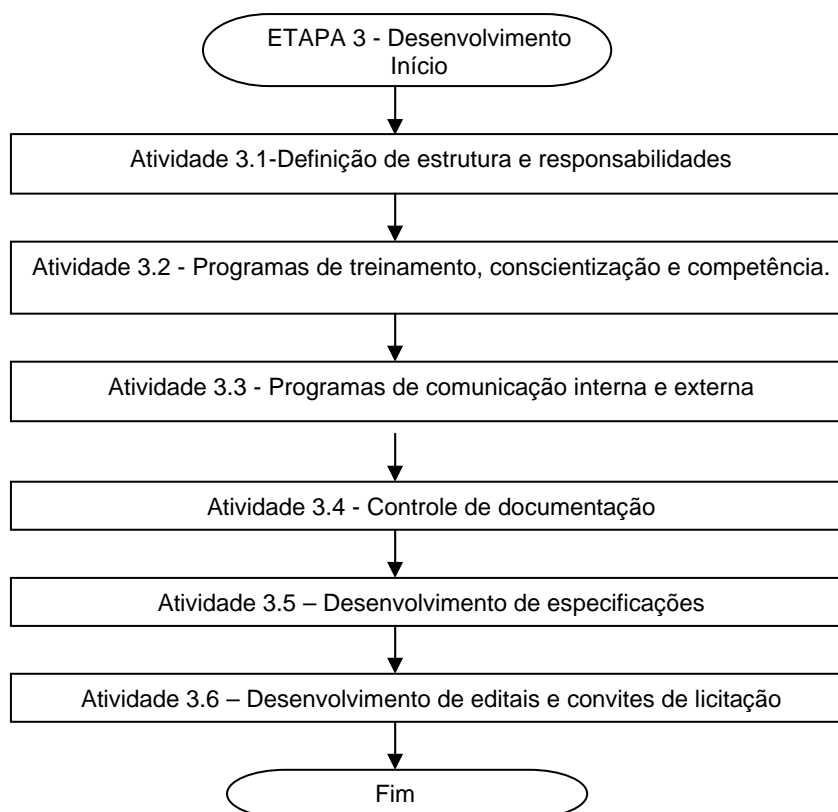 ETAPA 3 - Desenvolvimento
Início
Atividade 3.1-Definição de estrutura e responsabilidades
Atividade 3.2 - Programas de treinamento, conscientização e competência.
Atividade 3.3 - Programas de comunicação interna e externa
Atividade 3.4 - Controle de documentação
Atividade 3.5 – Desenvolvimento de especificações
Atividade 3.6 – Desenvolvimento de editais e convites de licitação
Fim